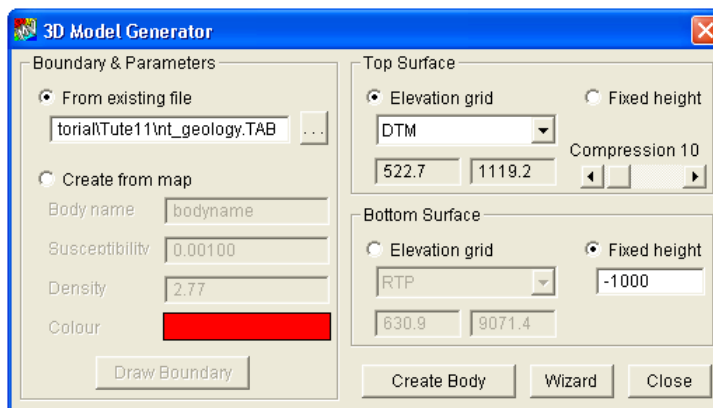 3D Model Generator
Boundary & Parameters
From existing file
torial\Tute11\nt_geology.TAB
...
Create from map
Body name
bodyname
Susceptibility
0.00100
Density
2.77
Colour
Draw Boundary
Top Surface
Elevation grid
Fixed height
DTM
Compression 10
522.7
1119.2
Bottom Surface
Elevation grid
Fixed height
RTP
-1000
630.9
9071.4
Create Body
Wizard
Close